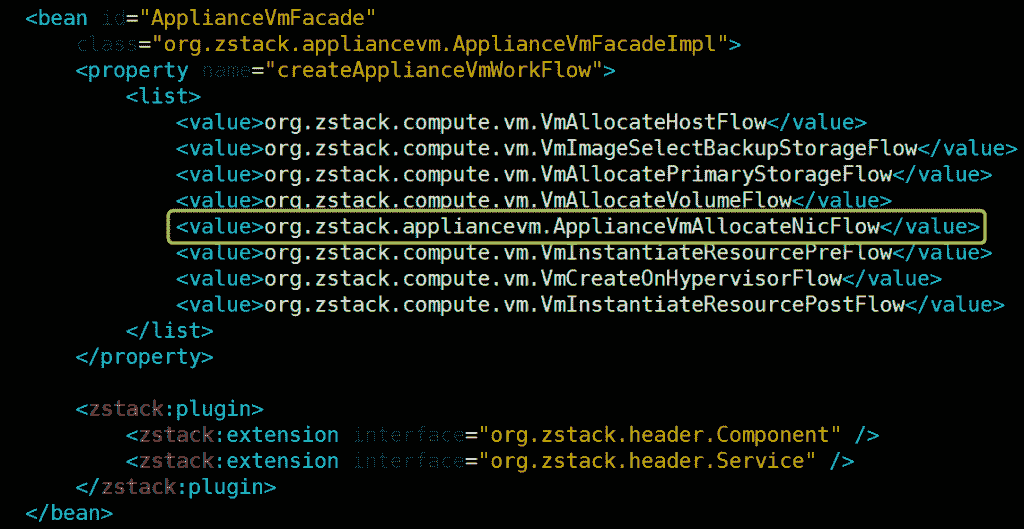 <bean id="ApplianceVmFacade"
class="org.zstack.appliancevm.ApplianceVmFacadeImpl">
<property name="createApplianceVmWorkFlow">
<list>
<value>org.zstack.compute.vm.VmAllocateHostFlow</value>
<value>org.zstack.compute.vm.VmImageSelectBackupStorageFlow</value>
<value>org.zstack.compute.vm.VmAllocatePrimaryStorageFlow</value>
<value>org.zstack.compute.vm.VmAllocateVolumeFlow</value>
<value>org.zstack.appliancevm.ApplianceVmAllocateNicFlow</value>
<value>org.zstack.compute.vm.VmInstantiateResourcePreFlow</value>
<value>org.zstack.compute.vm.VmCreateOnHypervisorFlow</value>
<value>org.zstack.compute.vm.VmInstantiateResourcePostFlow</value>
</list>
</property>
<zstack:plugin>
<zstack:extension interface="org.zstack.header.Component" />
<zstack:extension interface="org.zstack.header.Service" />
</zstack:plugin>
</bean>